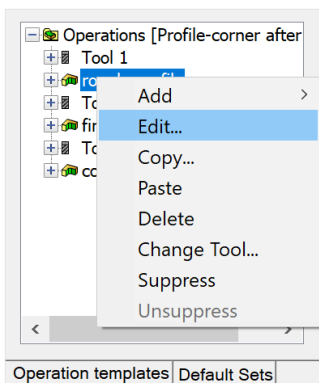 Operations [Profile-corner after
Tool 1
Add
Edit...
Copy...
Paste
Delete
Change Tool...
Suppress
Unsuppress
Operation templates
Default Sets